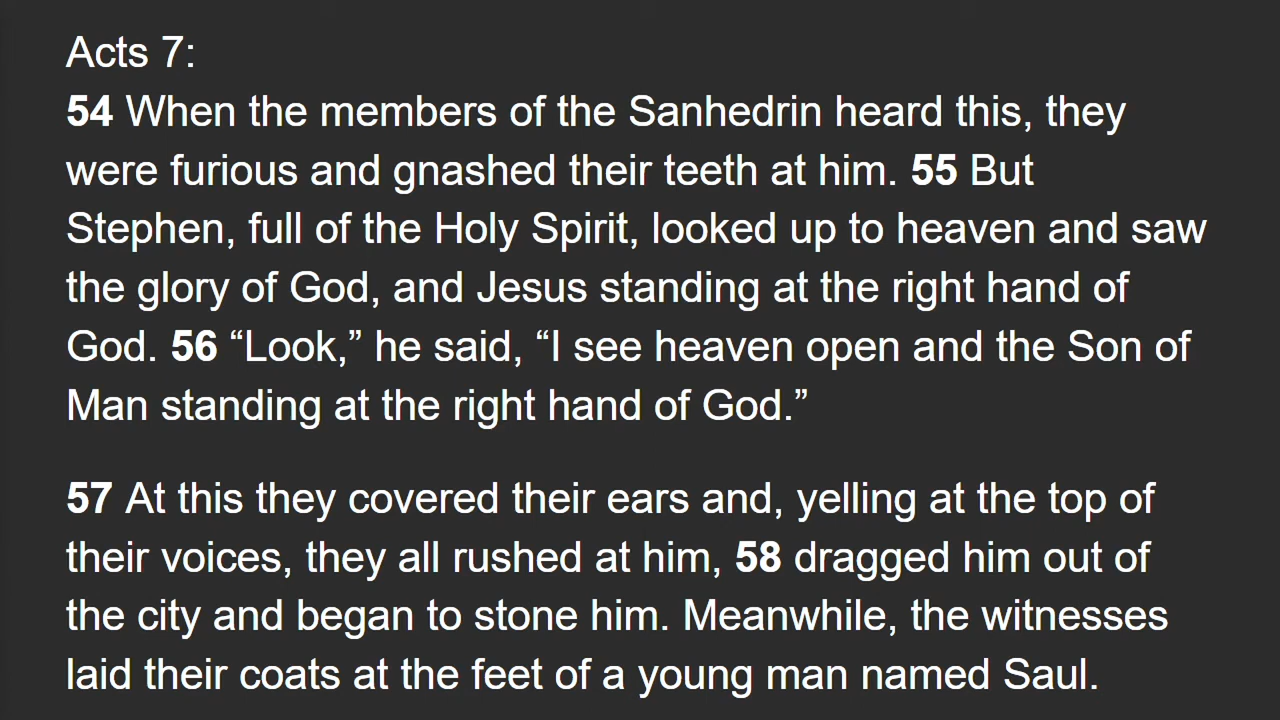 Acts 7:
54 When the members of the Sanhedrin heard this, they
were furious and gnashed their teeth at him. 55 But
Stephen, full of the Holy Spirit, looked up to heaven and saw
the glory of God, and Jesus standing at the right hand of
God. 56 “Look,” he said, “I see heaven open and the Son of
Man standing at the right hand of God.”
57 At this they covered their ears and, yelling at the top of
their voices, they all rushed at him, 58 dragged him out of
the city and began to stone him. Meanwhile, the witnesses
laid their coats at the feet of a young man named Saul.